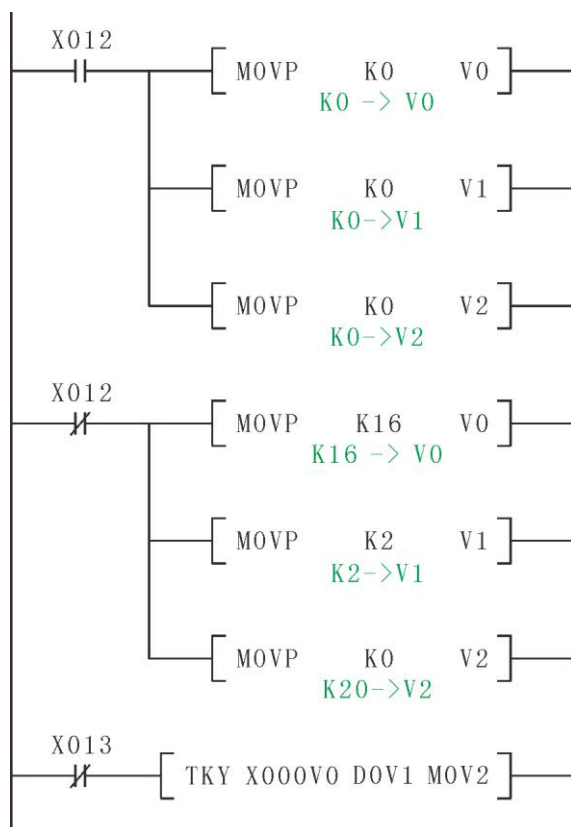 X012
MOVP K0 V0
K0 -> V0
MOVP K0 V1
K0->V1
MOVP K0 V2
K0->V2
X012
MOVP K16 V0
K16 -> V0
MOVP K2 V1
K2->V1
MOVP K0 V2
K20->V2
X013
TKY X000V0 D0V1 M0V2